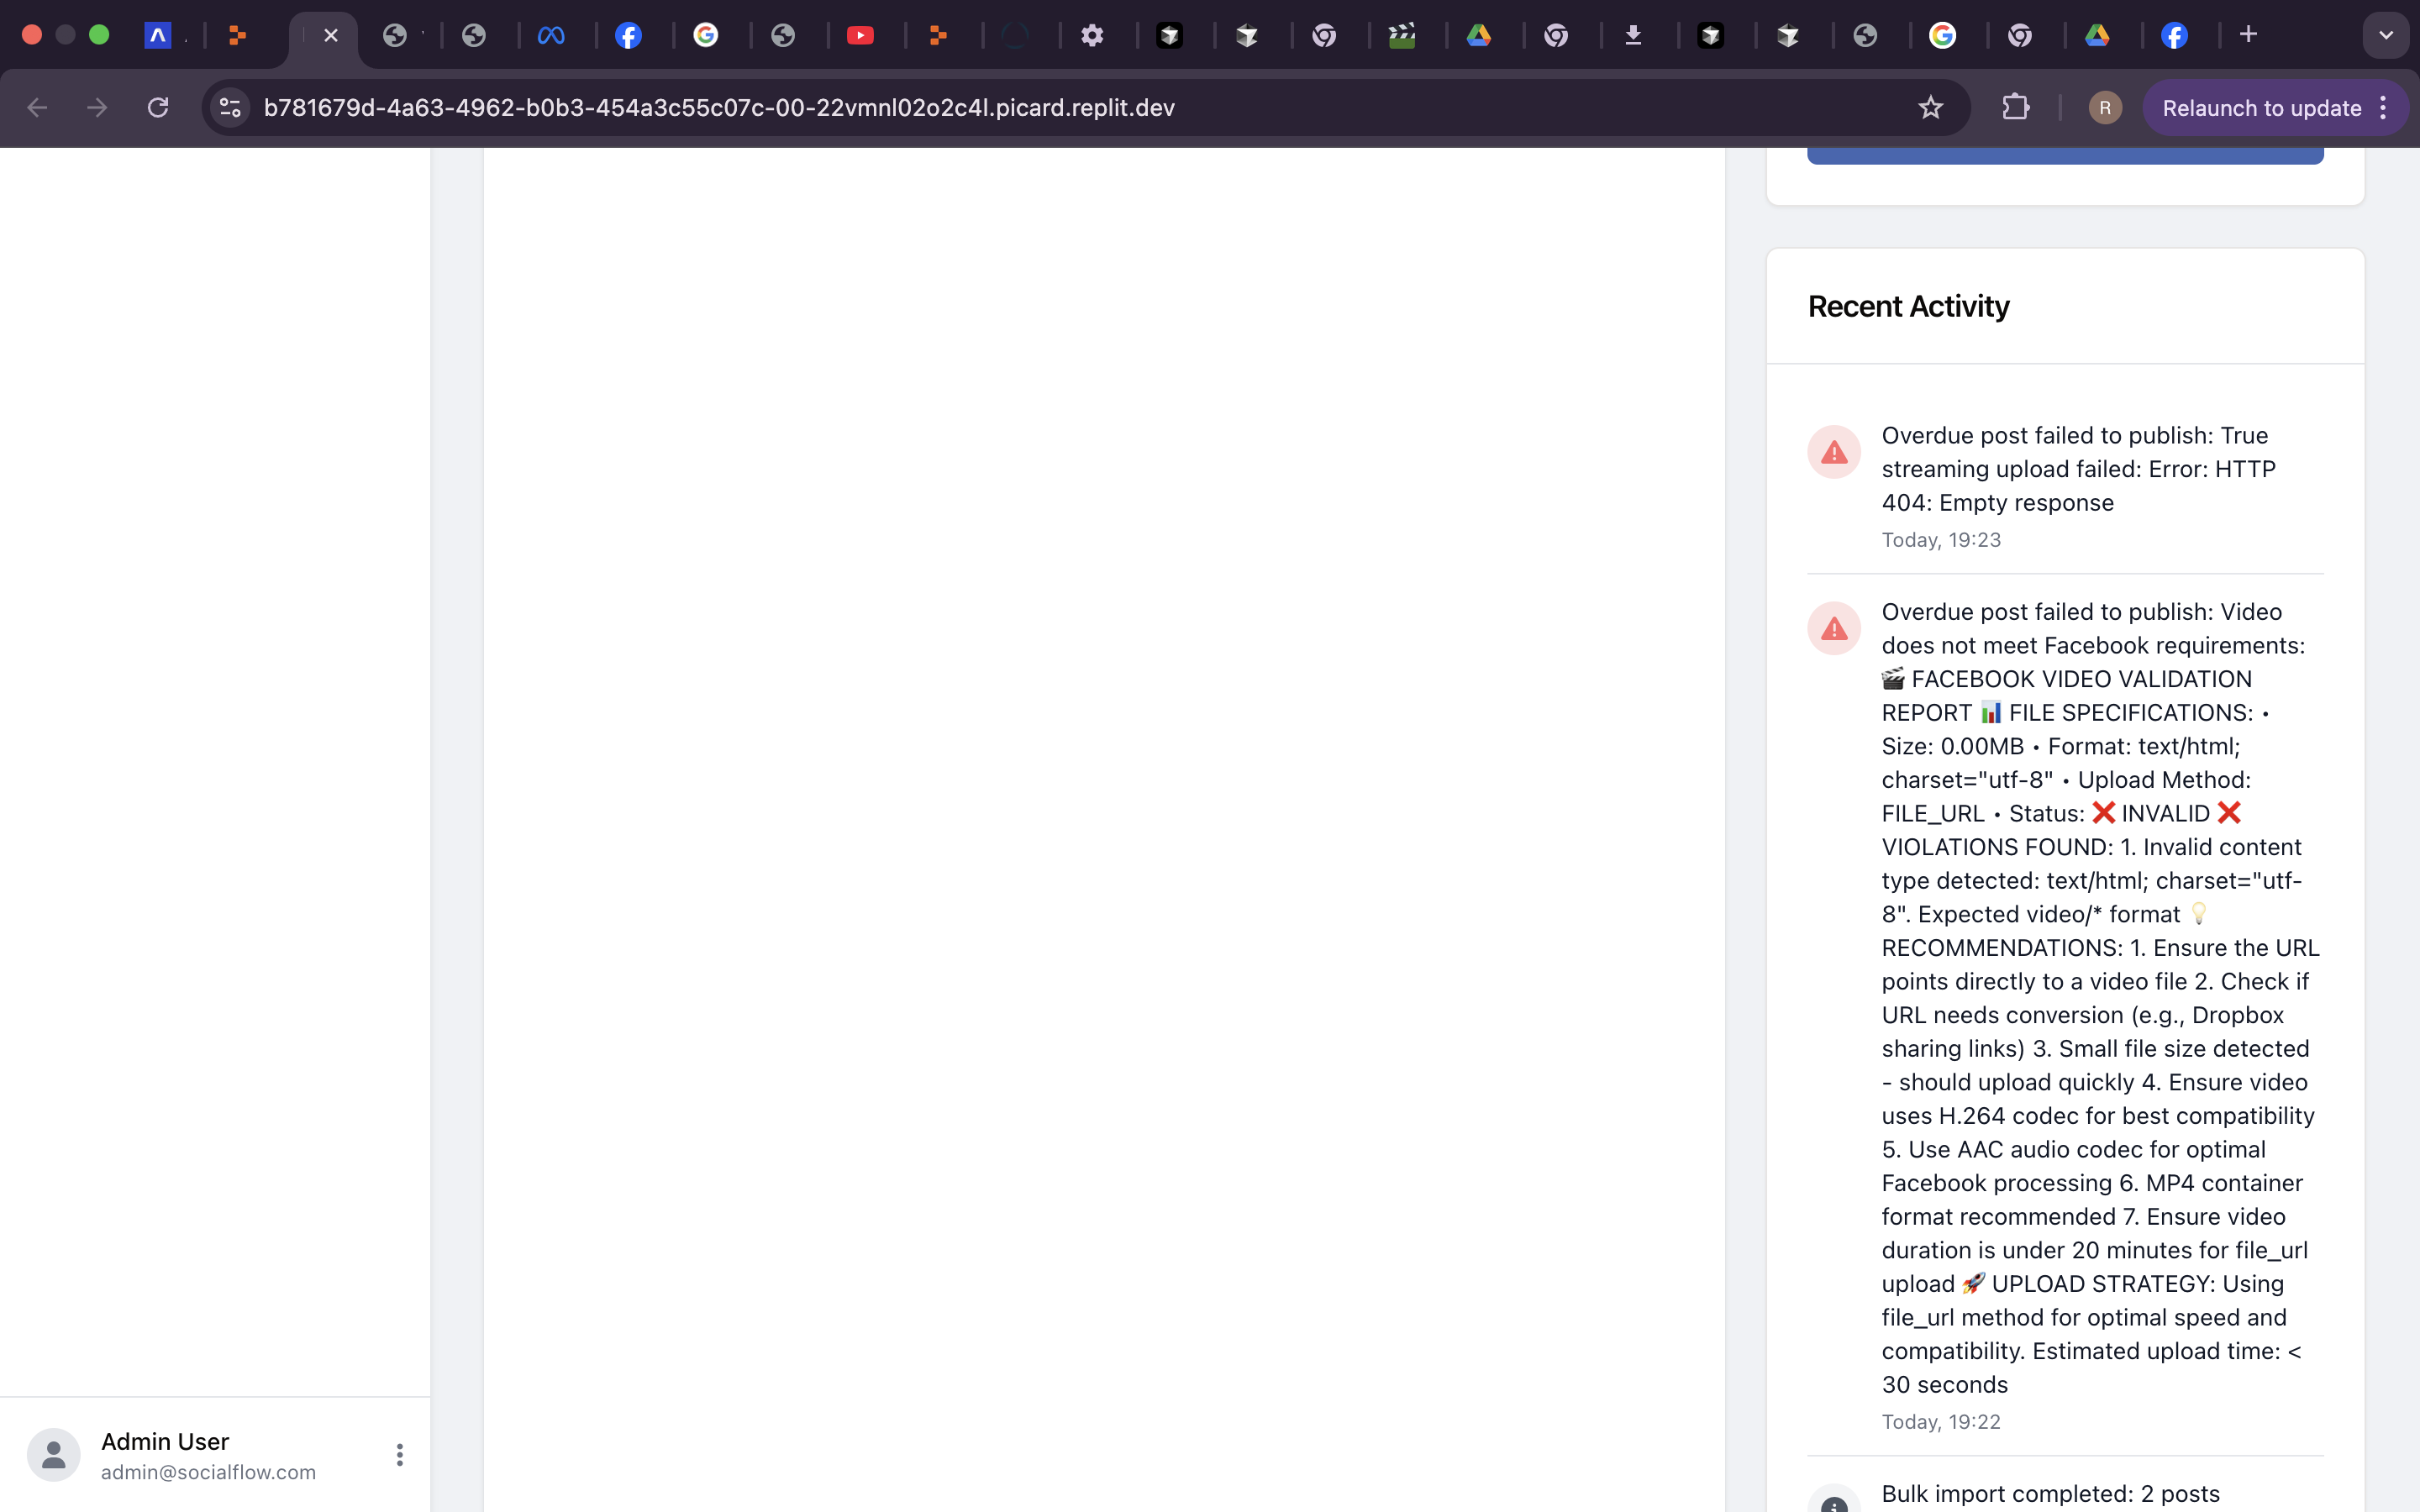 b781679d-4a63-4962-b0b3-454a3c55c07c-00-22vmnl02o2c4l.picard.replit.dev
R
Relaunch to update
Recent Activity
Overdue post failed to publish: True
streaming upload failed: Error: HTTP
404: Empty response
Today, 19:23
Overdue post failed to publish: Video
does not meet Facebook requirements:
🎬 FACEBOOK VIDEO VALIDATION
REPORT 📊 FILE SPECIFICATIONS: •
Size: 0.00MB • Format: text/html;
charset="utf-8" • Upload Method:
FILE_URL • Status: ❌ INVALID ❌
VIOLATIONS FOUND: 1. Invalid content
type detected: text/html; charset="utf-
8". Expected video/* format 💡
RECOMMENDATIONS: 1. Ensure the URL
points directly to a video file 2. Check if
URL needs conversion (e.g., Dropbox
sharing links) 3. Small file size detected
- should upload quickly 4. Ensure video
uses H.264 codec for best compatibility
5. Use AAC audio codec for optimal
Facebook processing 6. MP4 container
format recommended 7. Ensure video
duration is under 20 minutes for file_url
upload 🚀 UPLOAD STRATEGY: Using
file_url method for optimal speed and
compatibility. Estimated upload time: <
30 seconds
Today, 19:22
Bulk import completed: 2 posts
Admin User
admin@socialflow.com